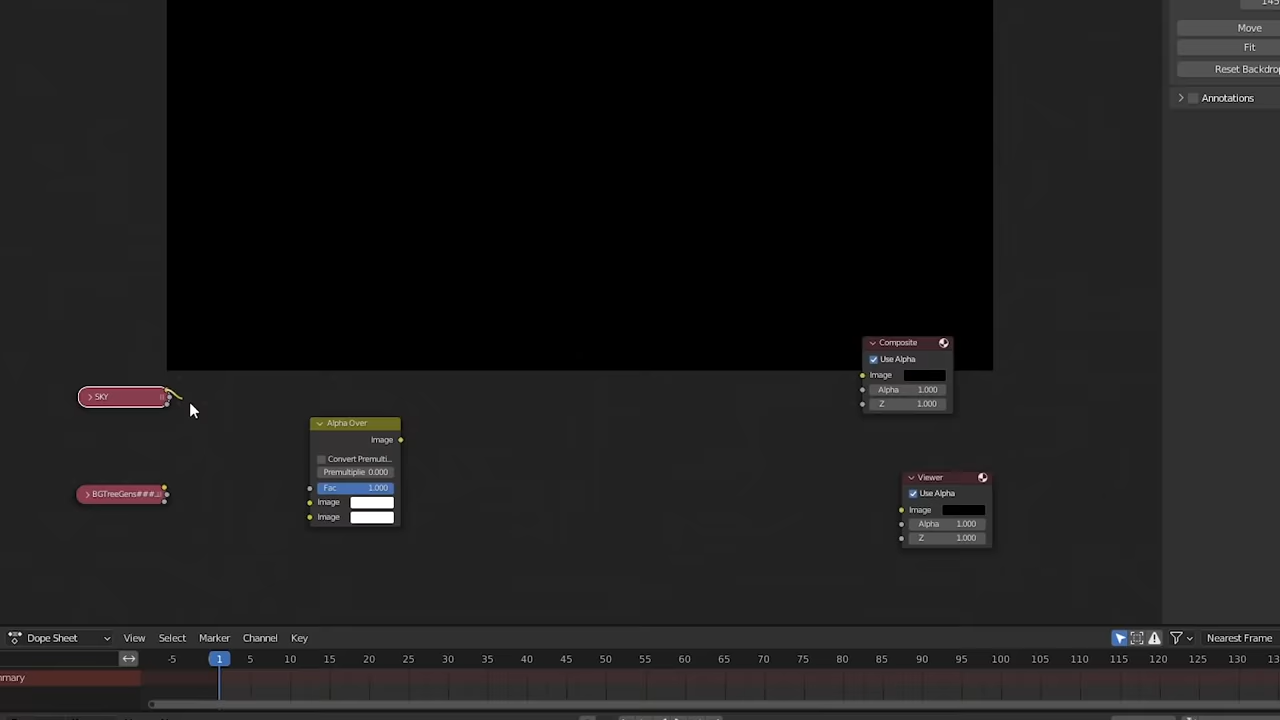 145
Move
Fit
Reset Backdrop
Annotations
Composite
Use Alpha
Image
Alpha 1.000
Z 1.000
SKY
Alpha Over
Image
Convert Premulti...
Premultiplie 0.000
Fac 1.000
Image
Image
BGTreeGens###...
Viewer
Use Alpha
Image
Alpha 1.000
Z 1.000
Dope Sheet View Select Marker Channel Key Nearest Frame
-5 1 5 10 15 20 25 30 35 40 45 50 55 60 65 70 75 80 85 90 95 100 105 110 115 120 125 130 13
mmary